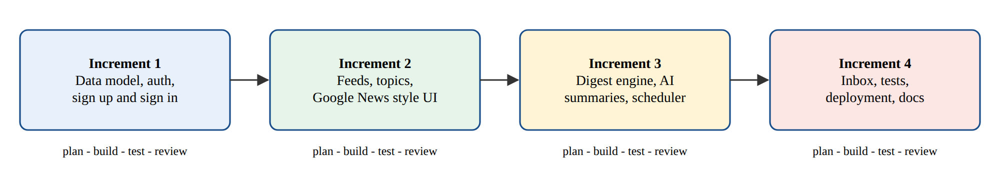 Increment 1
Data model, auth,
sign up and sign in
Increment 2
Feeds, topics,
Google News style UI
Increment 3
Digest engine, AI
summaries, scheduler
Increment 4
Inbox, tests,
deployment, docs
plan - build - test - review
plan - build - test - review
plan - build - test - review
plan - build - test - review